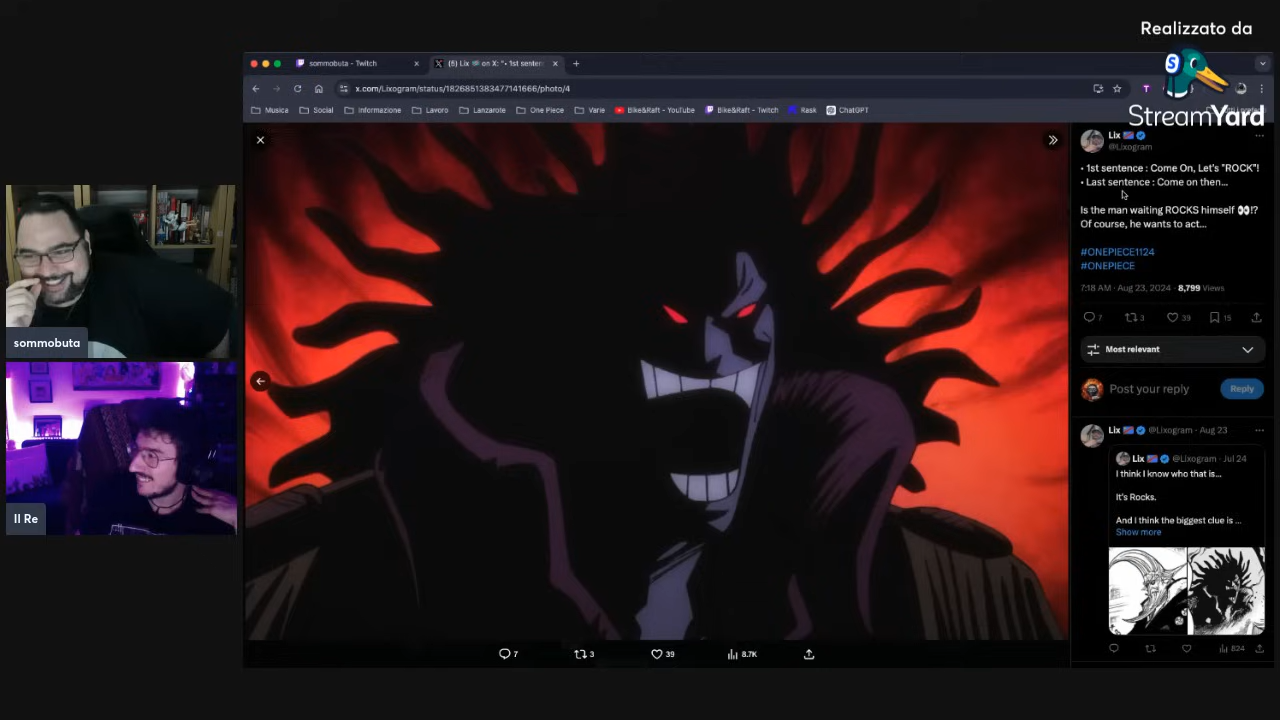 Realizzato da
S
StreamYard
sommobuta - Twitch
(5) Lix on X: "• 1st senten
x.com/Lixogram/status/1826851383477141666/photo/4
Musica
Social
Informazione
Lavoro
Lanzarote
One Piece
Varie
Bike&Raft - YouTube
Bike&Raft - Twitch
Rask
ChatGPT
Lix
@Lixogram
• 1st sentence : Come On, Let's "ROCK"!
• Last sentence : Come on then...
Is the man waiting ROCKS himself 👀!?
Of course, he wants to act...
#ONEPIECE1124
#ONEPIECE
7:18 AM · Aug 23, 2024 · 8,799 Views
7 3 39 15
Most relevant
Post your reply
Reply
Lix @Lixogram · Aug 23
Lix @Lixogram · Jul 24
I think I know who that is...
It's Rocks.
And i think the biggest clue is ...
Show more
824
7 3 39 8.7K
sommobuta
Il Re